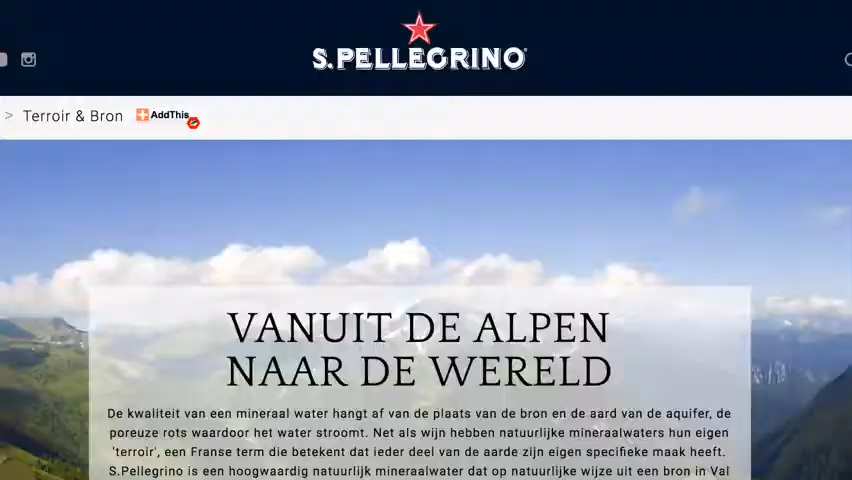 S.PELLEGRINO
> Terroir & Bron AddThis
VANUIT DE ALPEN
NAAR DE WERELD
De kwaliteit van een mineraal water hangt af van de plaats van de bron en de aard van de aquifer, de
poreuze rots waardoor het water stroomt. Net als wijn hebben natuurlijke mineraalwaters hun eigen
'terroir', een Franse term die betekent dat ieder deel van de aarde zijn eigen specifieke maak heeft.
S.Pellegrino is een hoogwaardig natuurlijk mineraalwater dat op natuurlijke wijze uit een bron in Val